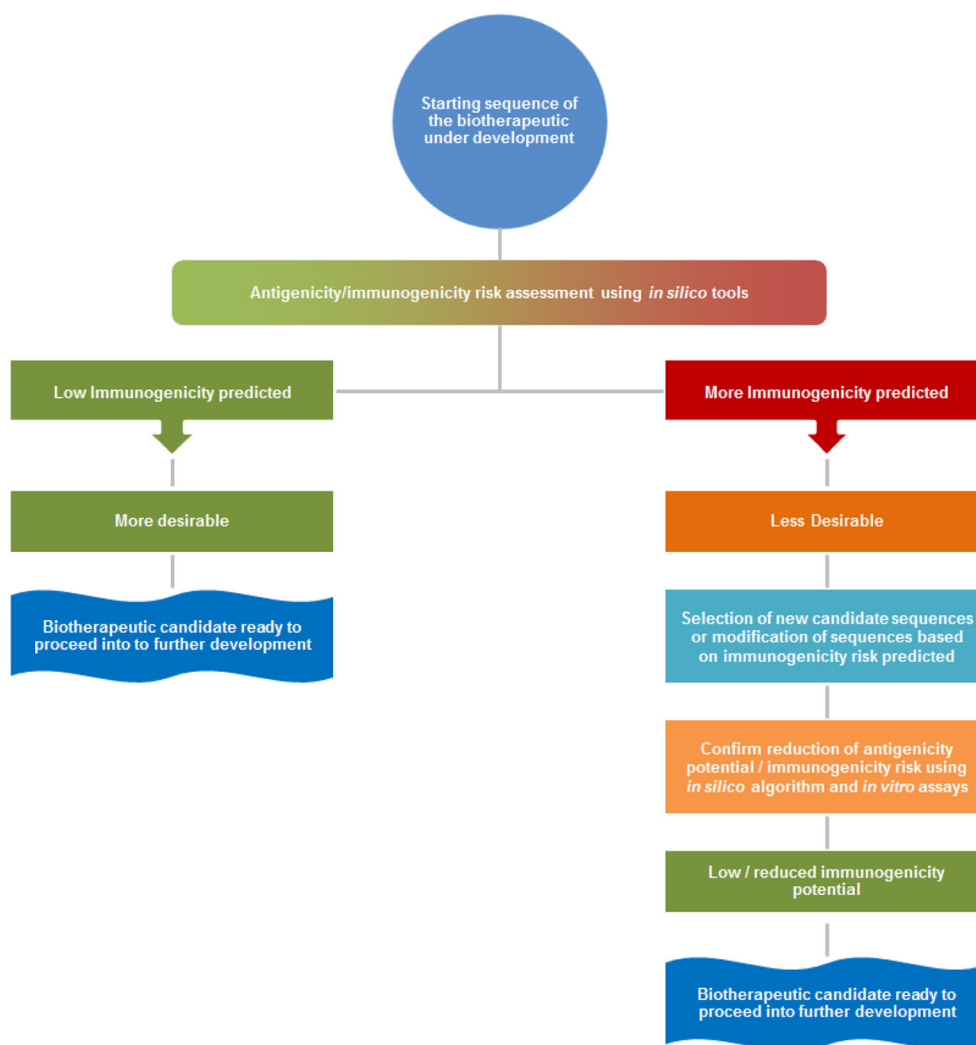 Starting sequence of
the biotherapeutic
under development
Antigenicity/immunogenicity risk assessment using in silico tools
Low Immunogenicity predicted
More Immunogenicity predicted
More desirable
Less Desirable
Biotherapeutic candidate ready to
proceed into to further development
Selection of new candidate sequences
or modification of sequences based
on immunogenicity risk predicted
Confirm reduction of antigenicity
potential / immunogenicity risk using
in silico algorithm and in vitro assays
Low / reduced immunogenicity
potential
Biotherapeutic candidate ready to
proceed into further development